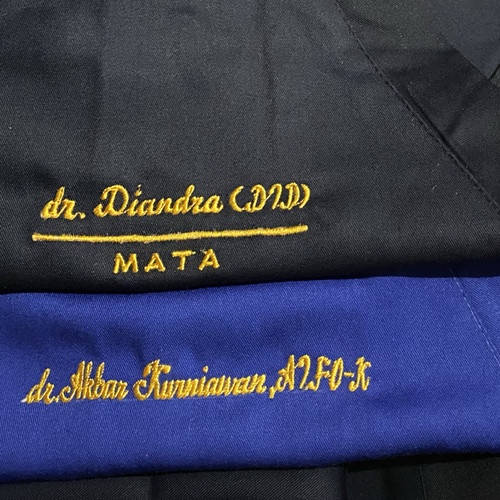 dr. Diandra (DID)
MATA
dr. Akbar Kurniawan, AIFO-K